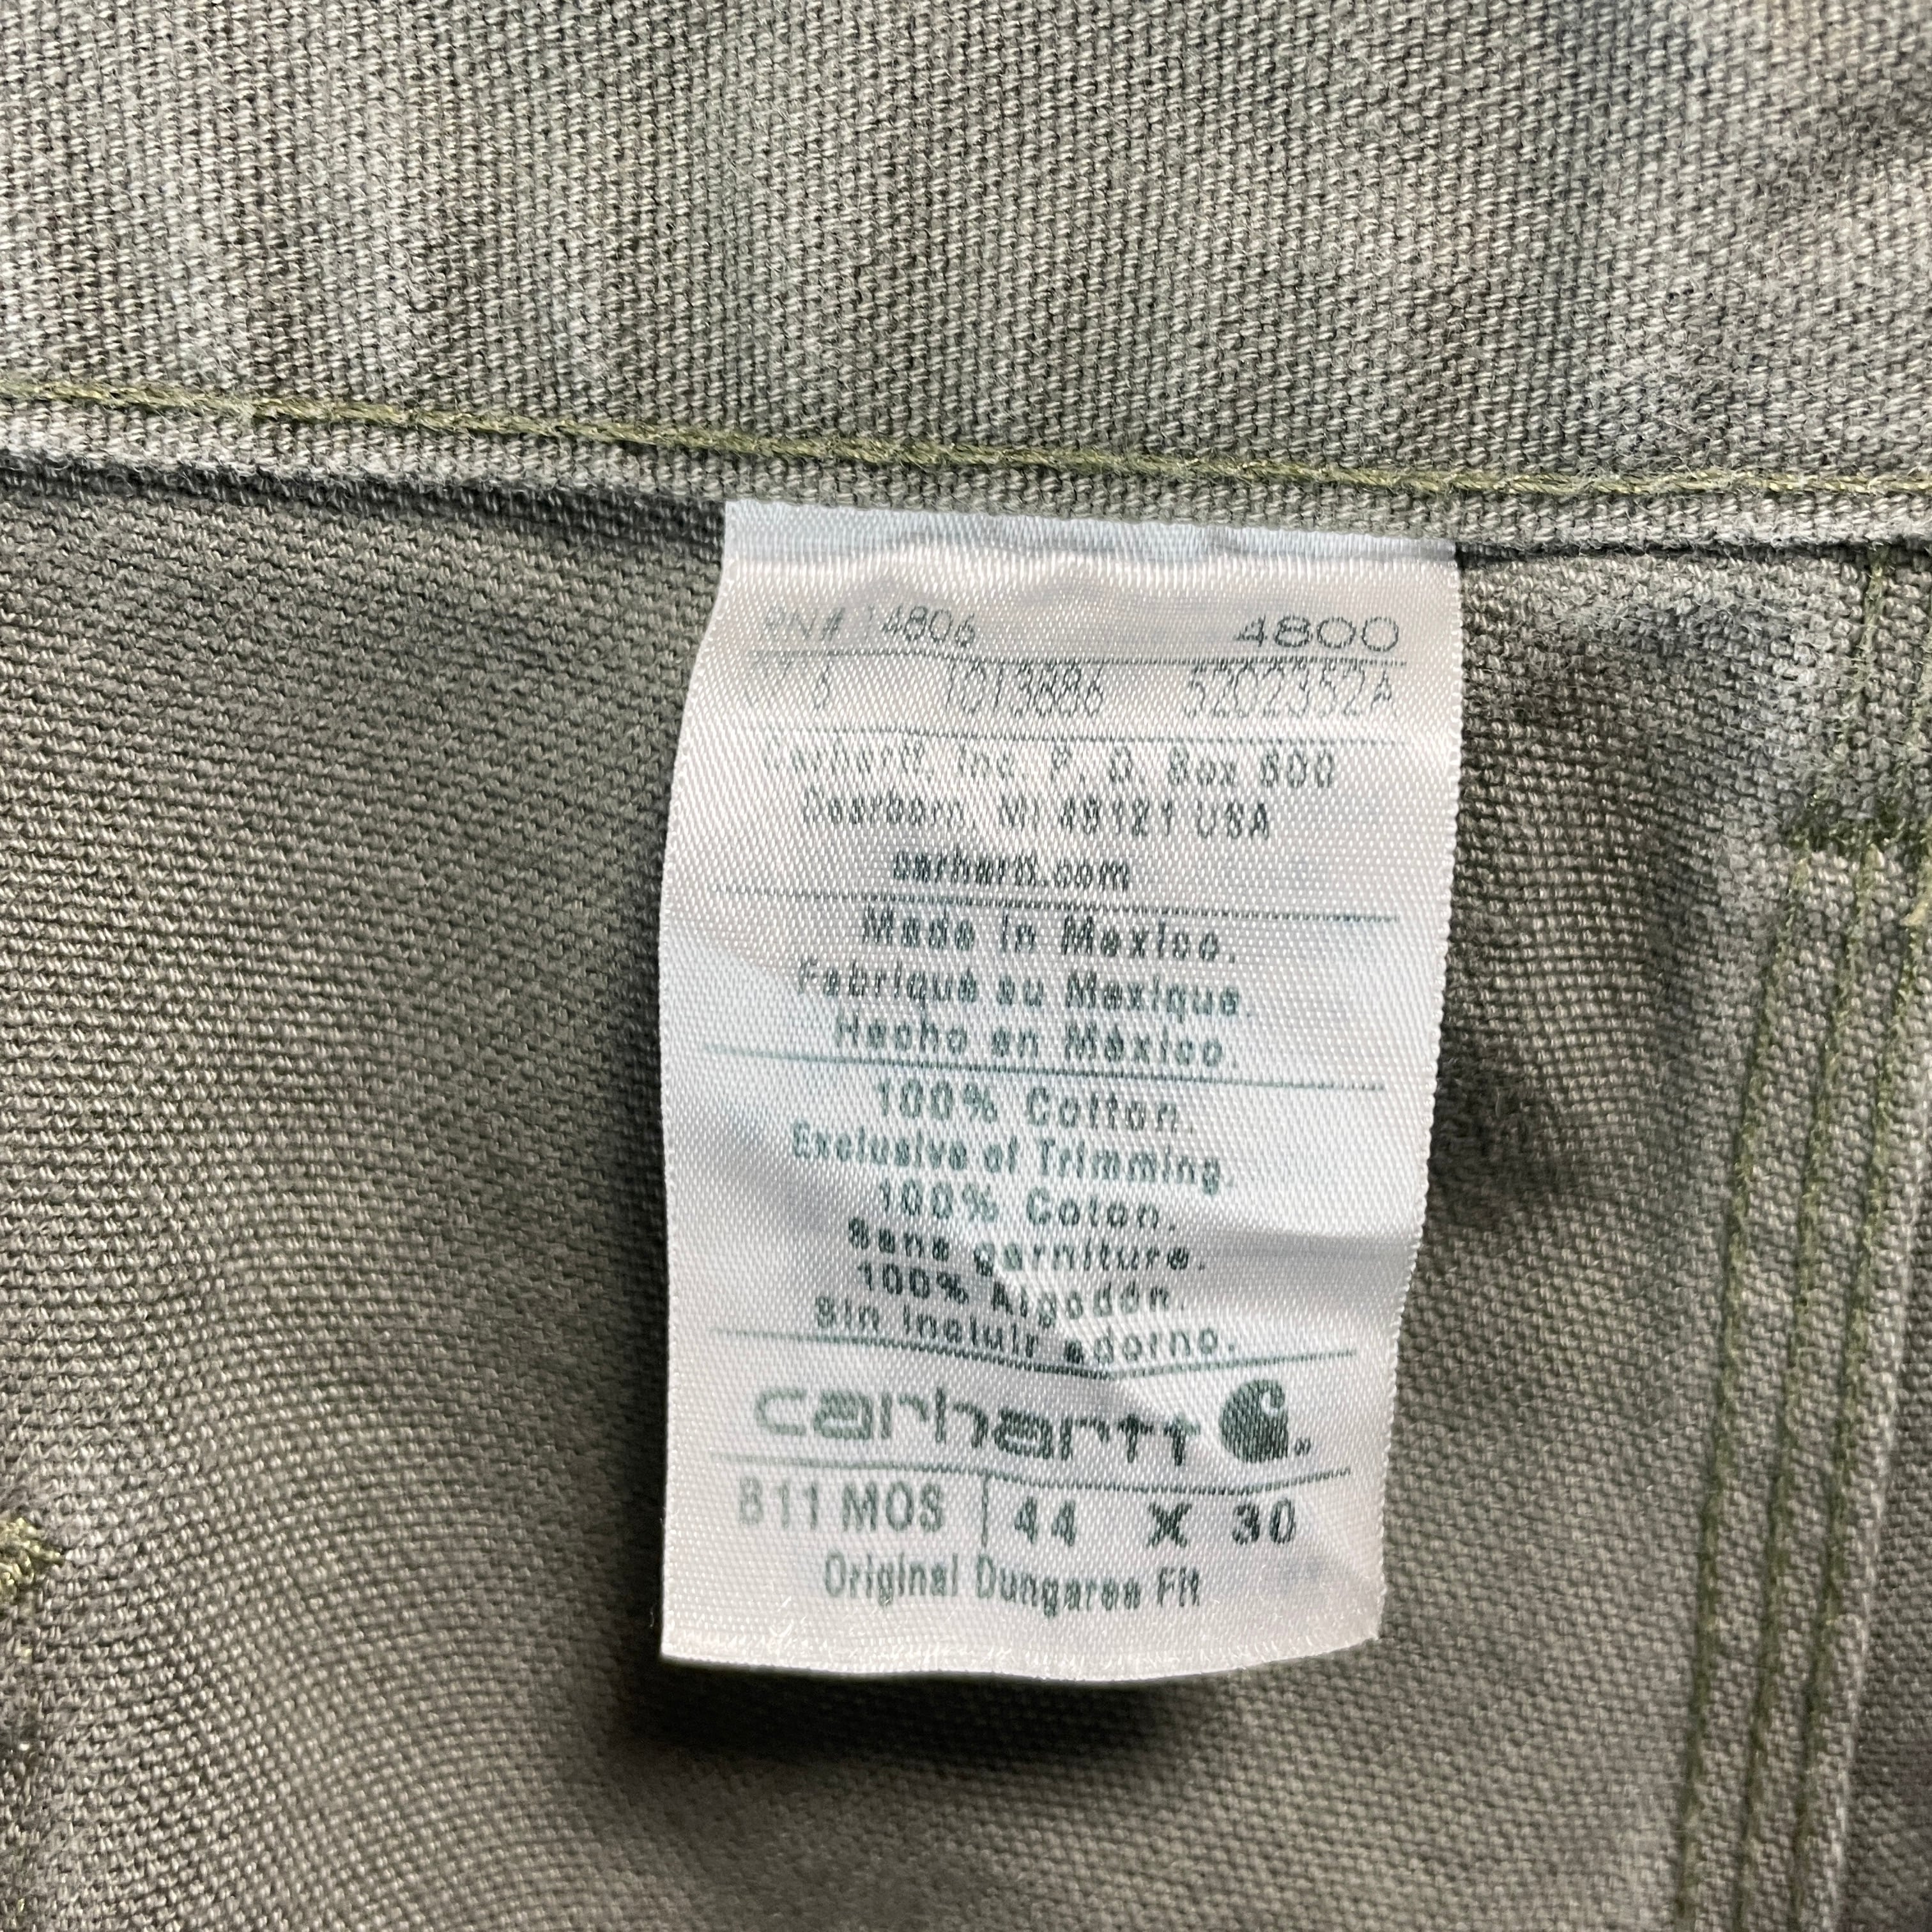 RN# 14806 4800
6 1013886 5202352A
Carhartt, Inc. P. O. Box 600
Dearborn, MI 48121 USA
carhartt.com
Made in Mexico.
Fabriqué au Mexique.
Hecho en México.
100% Cotton.
Exclusive of Trimming.
100% Coton.
Sans garniture.
100% Algodón.
Sin incluir adorno.
carhartt
B11 MOS 44 X 30
Original Dungaree Fit